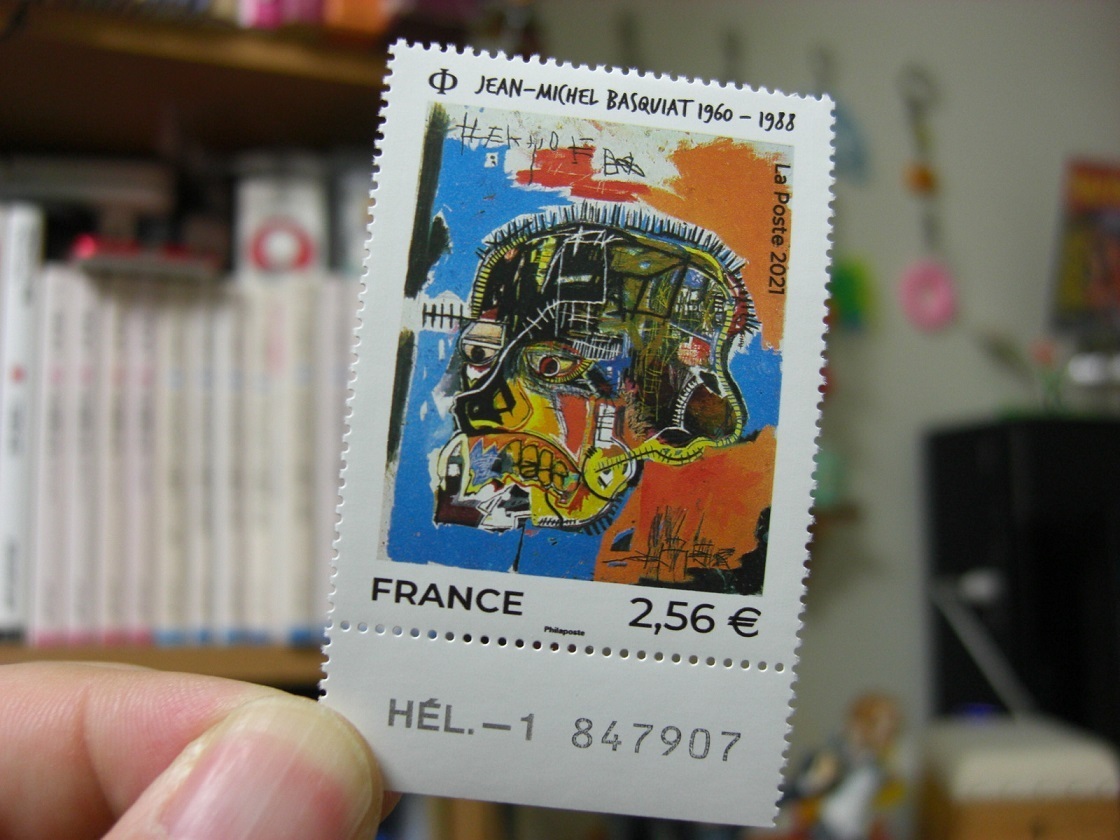 Φ JEAN-MICHEL BASQUIAT 1960 – 1988
La Poste 2021
FRANCE 2,56 €
Philaposte
HÉL.–1 847907